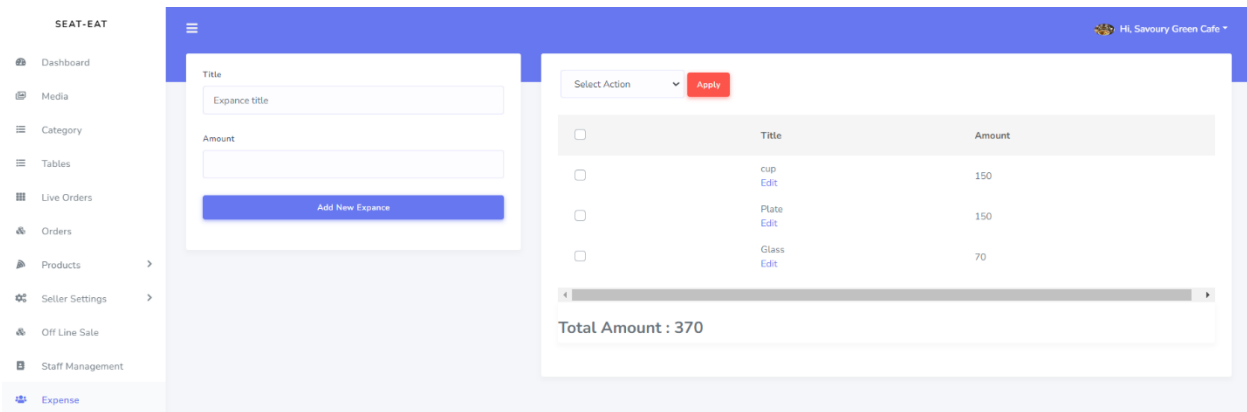 SEAT-EAT
Hi, Savoury Green Cafe
Dashboard
Media
Category
Tables
Live Orders
Orders
Products
Seller Settings
Off Line Sale
Staff Management
Expense
Title
Expance title
Amount
Add New Expance
Select Action
Apply
Title Amount
cup
Edit
150
Plate
Edit
150
Glass
Edit
70
Total Amount : 370